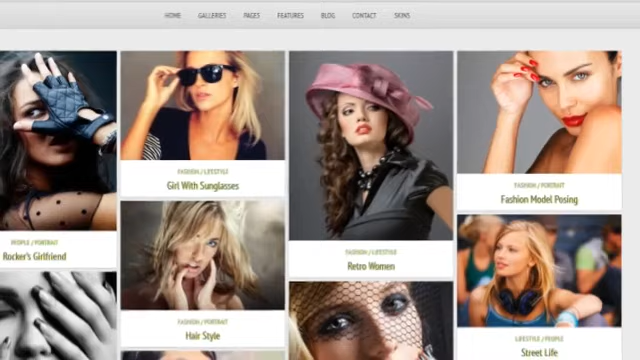 HOME GALLERIES PAGES FEATURES BLOG CONTACT SKINS
PEOPLE / PORTRAIT
Rocker's Girlfriend
FASHION / LIFESTYLE
Girl With Sunglasses
FASHION / PORTRAIT
Hair Style
FASHION / LIFESTYLE
Retro Women
FASHION / PORTRAIT
Fashion Model Posing
LIFESTYLE / PEOPLE
Street Life